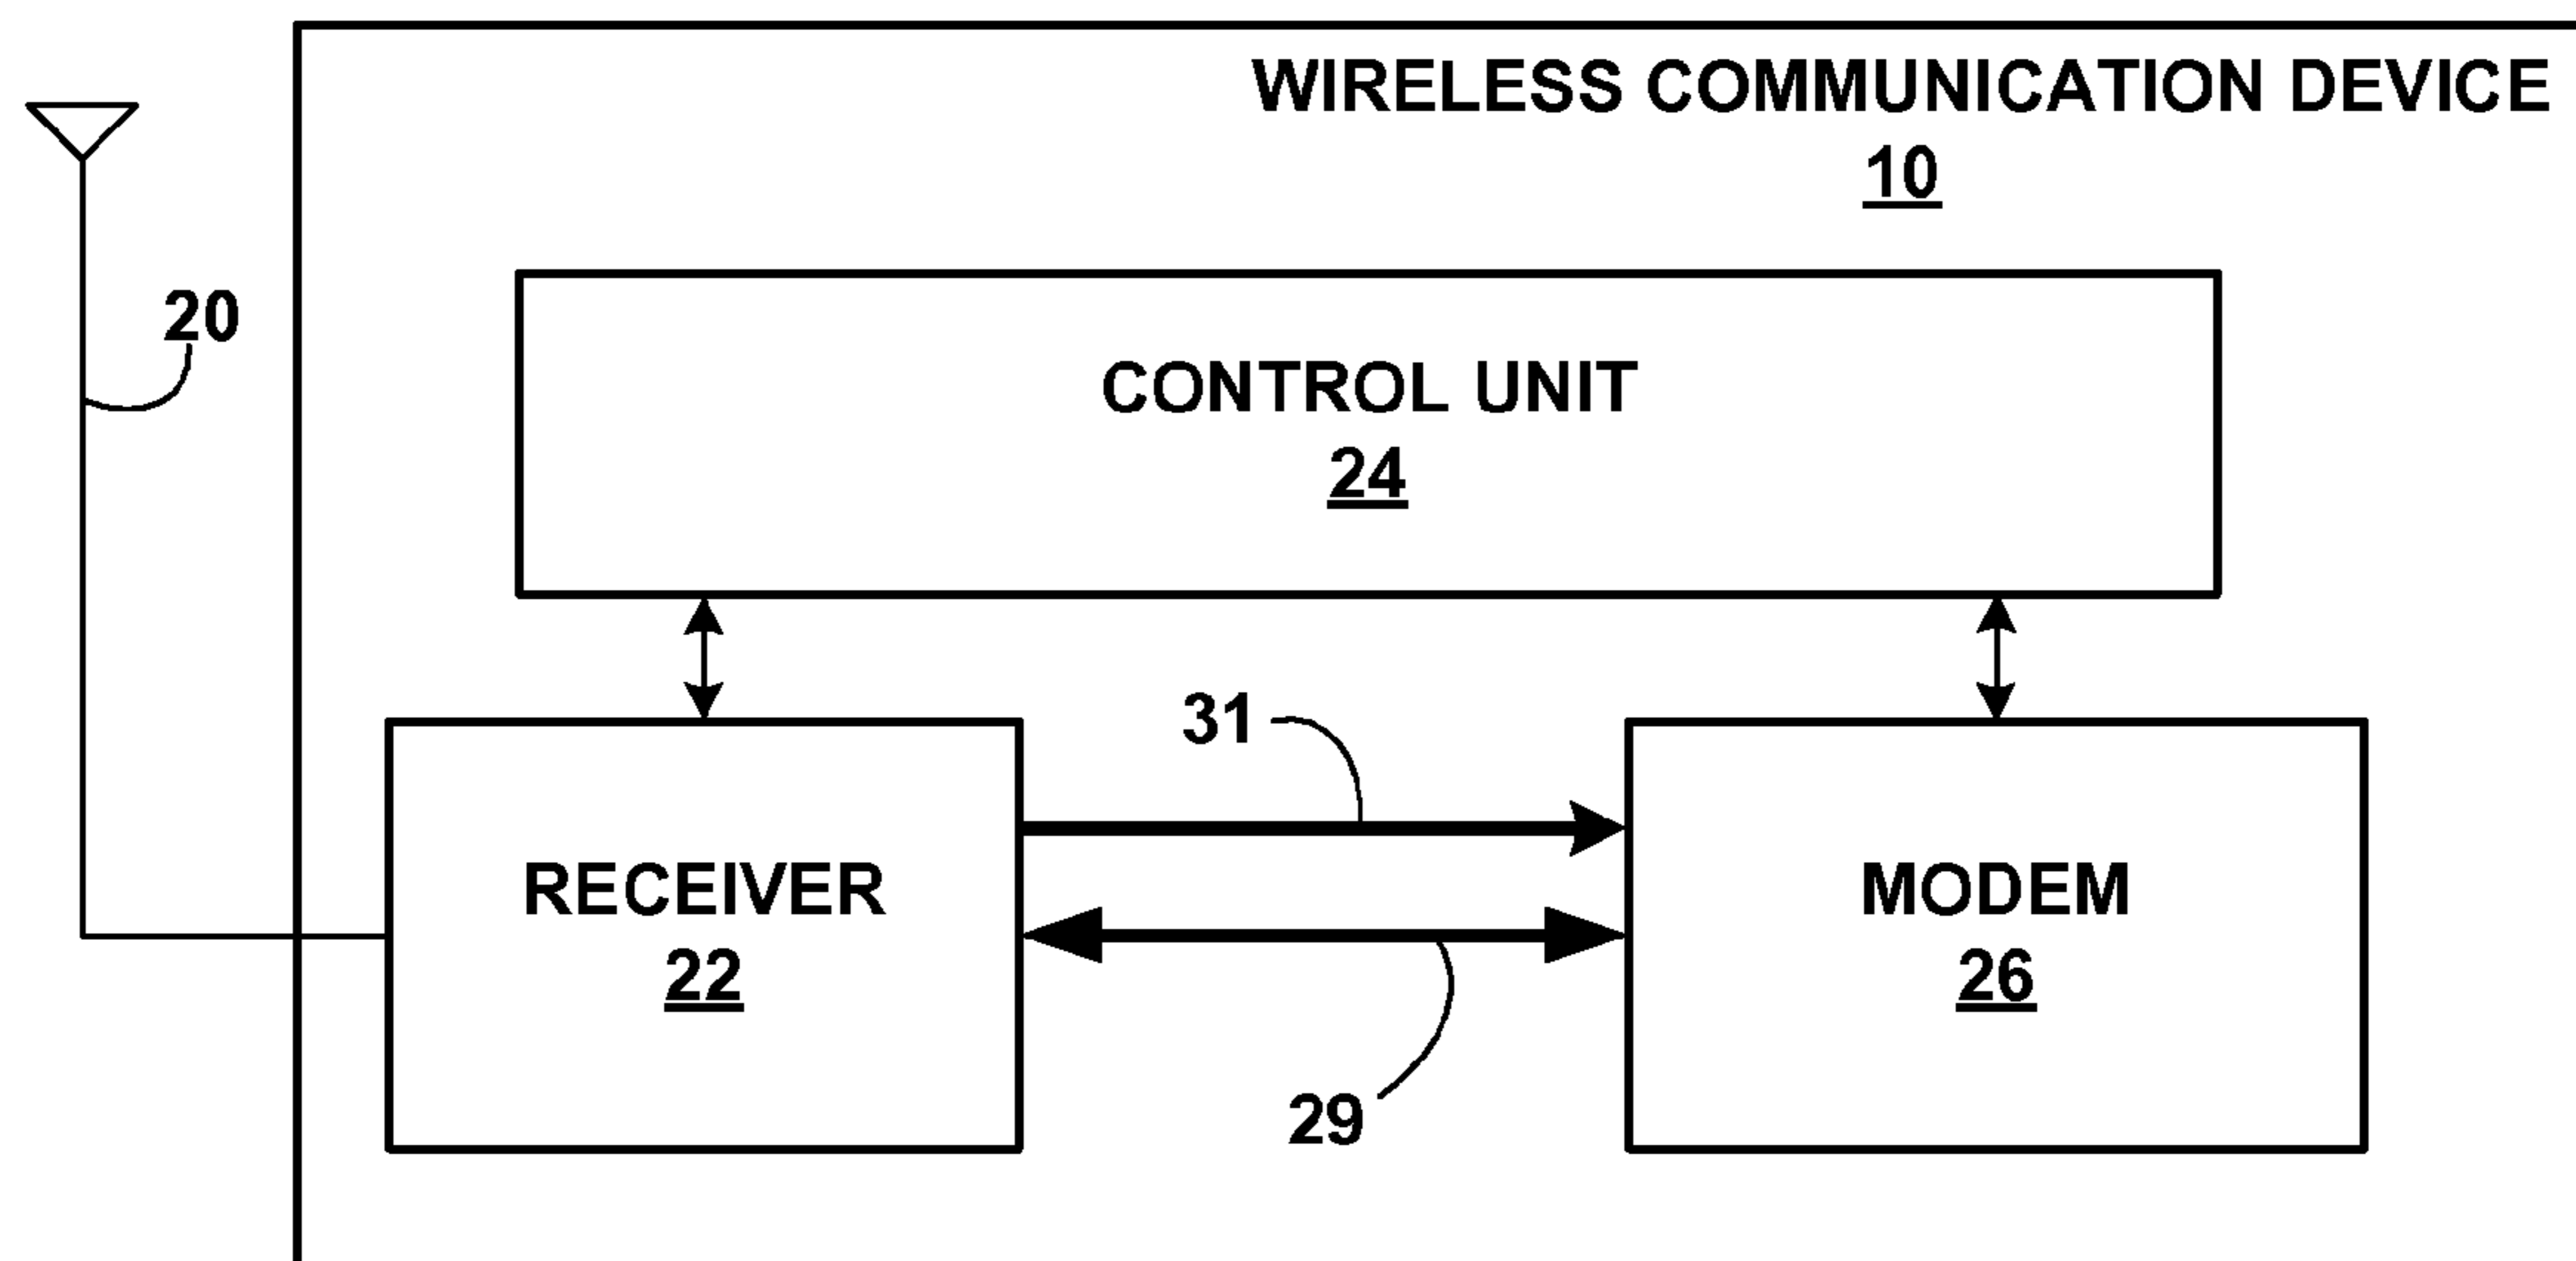 WIRELESS COMMUNICATION DEVICE
10
20
CONTROL UNIT
24
31
RECEIVER
22
MODEM
26
29